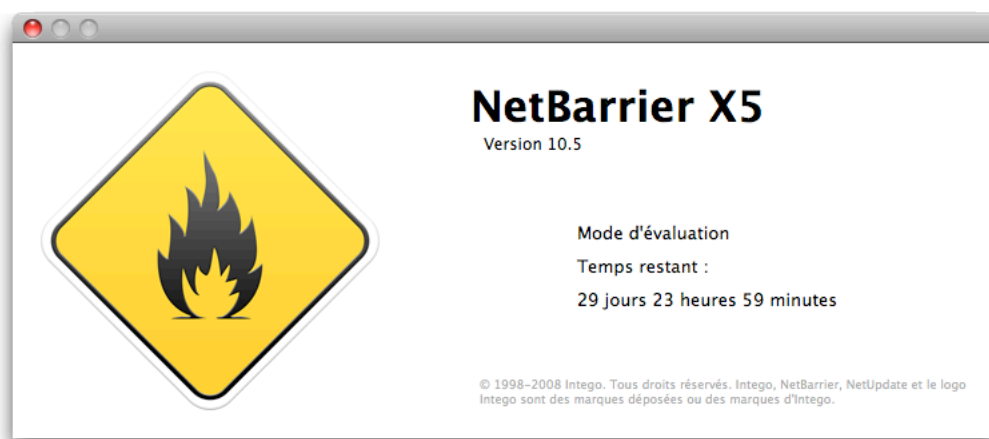 NetBarrier X5
Version 10.5
Mode d'évaluation
Temps restant :
29 jours 23 heures 59 minutes
© 1998–2008 Intego. Tous droits réservés. Intego, NetBarrier, NetUpdate et le logo
Intego sont des marques déposées ou des marques d'Intego.